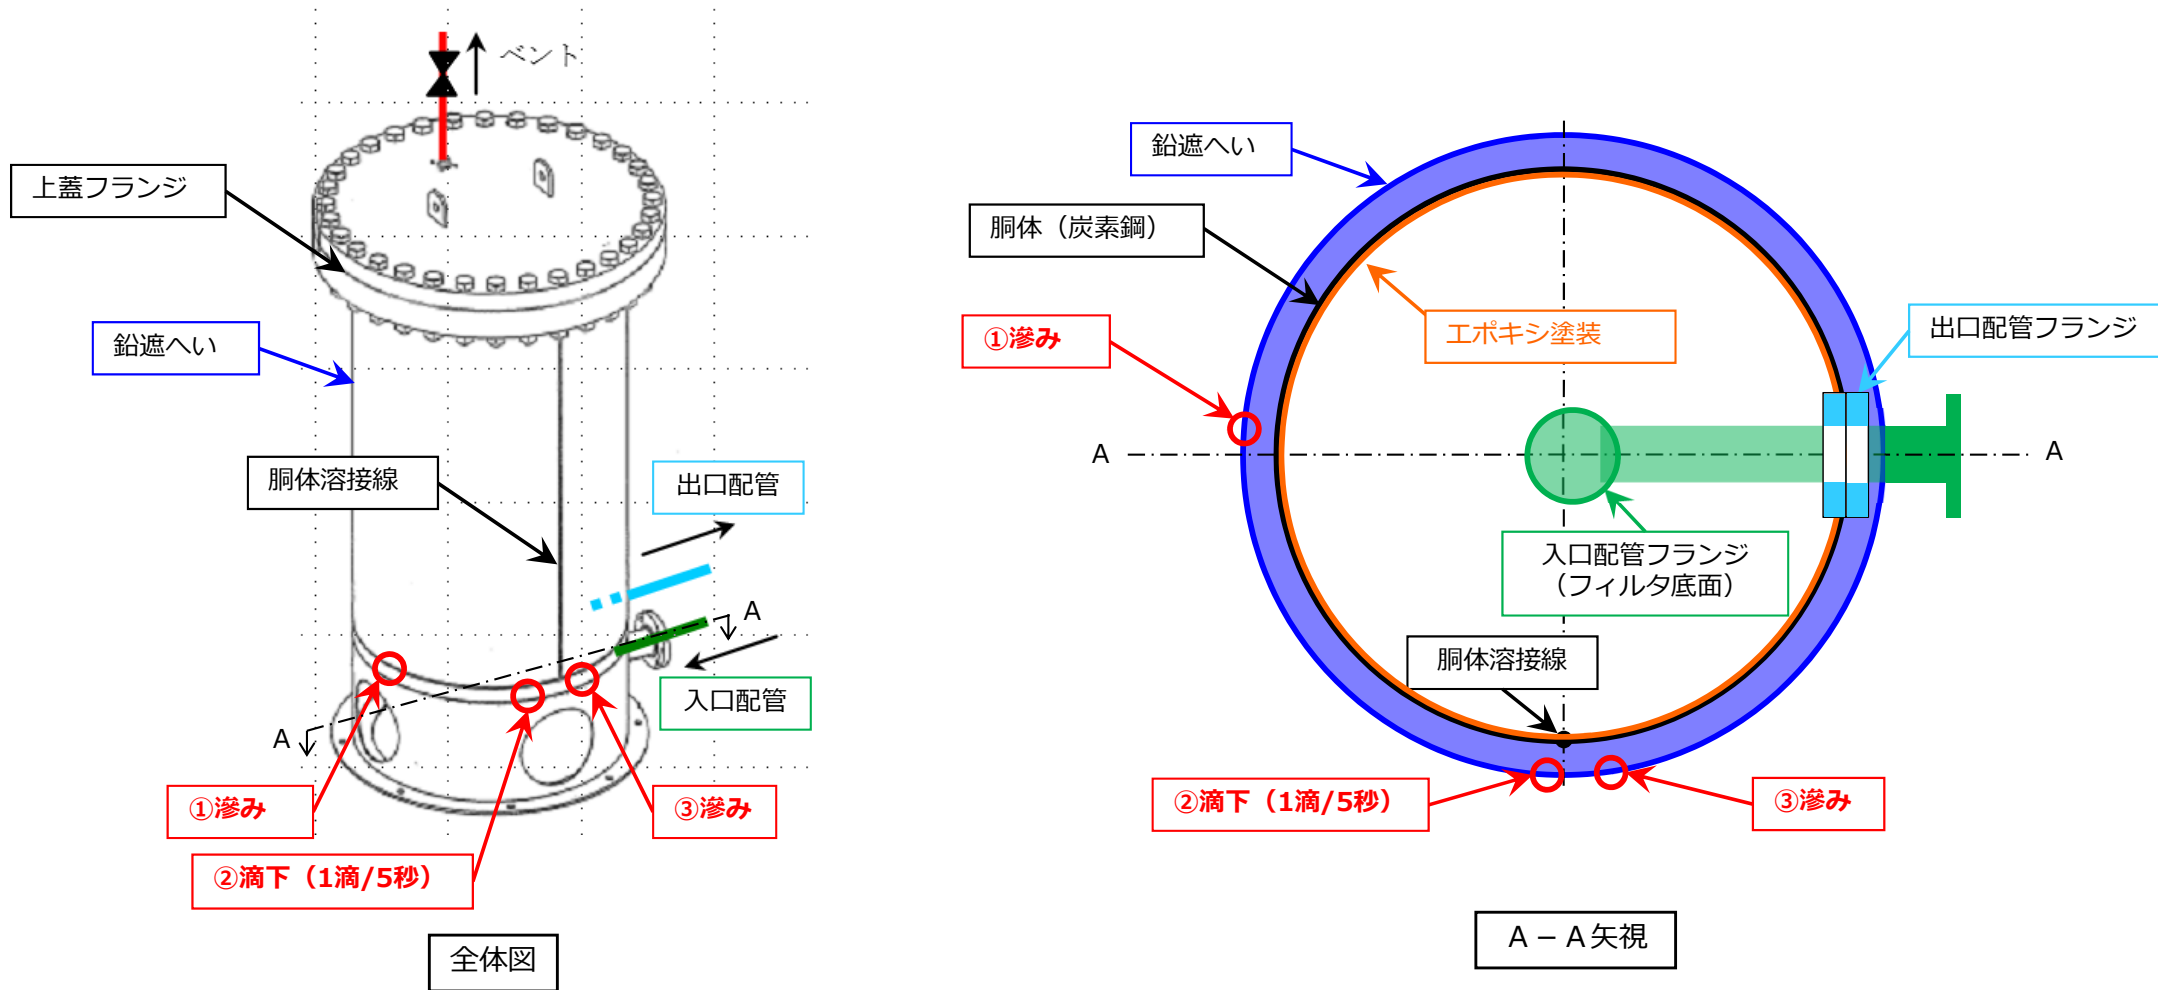 ベント
上蓋フランジ
鉛遮へい
胴体溶接線
出口配管
A
入口配管
A
①滲み
③滲み
②滴下（1滴/5秒）
全体図
鉛遮へい
胴体（炭素鋼）
①滲み
エポキシ塗装
出口配管フランジ
A
A
入口配管フランジ
（フィルタ底面）
胴体溶接線
②滴下（1滴/5秒）
③滲み
A－A矢視